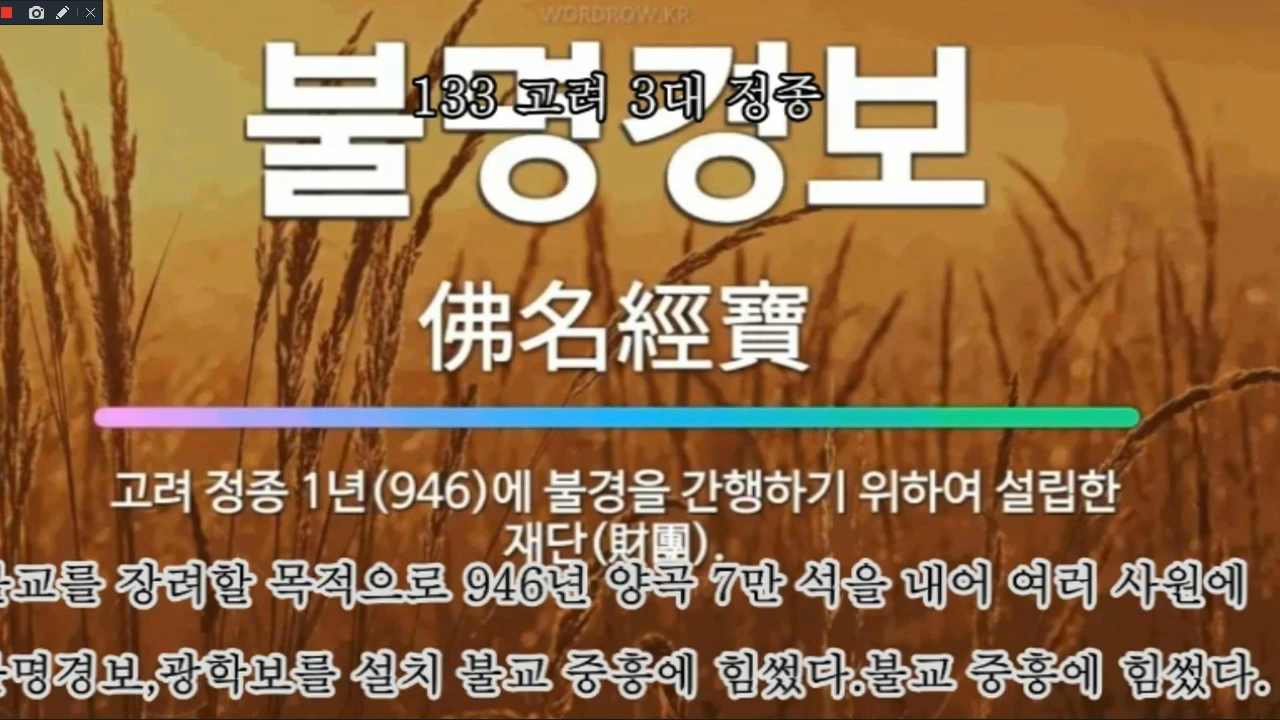 WORDROW.KR
133 고려 3대 정종
불명경보
佛名經寶
고려 정종 1년(946)에 불경을 간행하기 위하여 설립한
재단(財團).
교를 장려할 목적으로 946년 양곡 7만 석을 내어 여러 사원에
명경보,광학보를 설치 불교 중흥에 힘썼다.불교 중흥에 힘썼다.